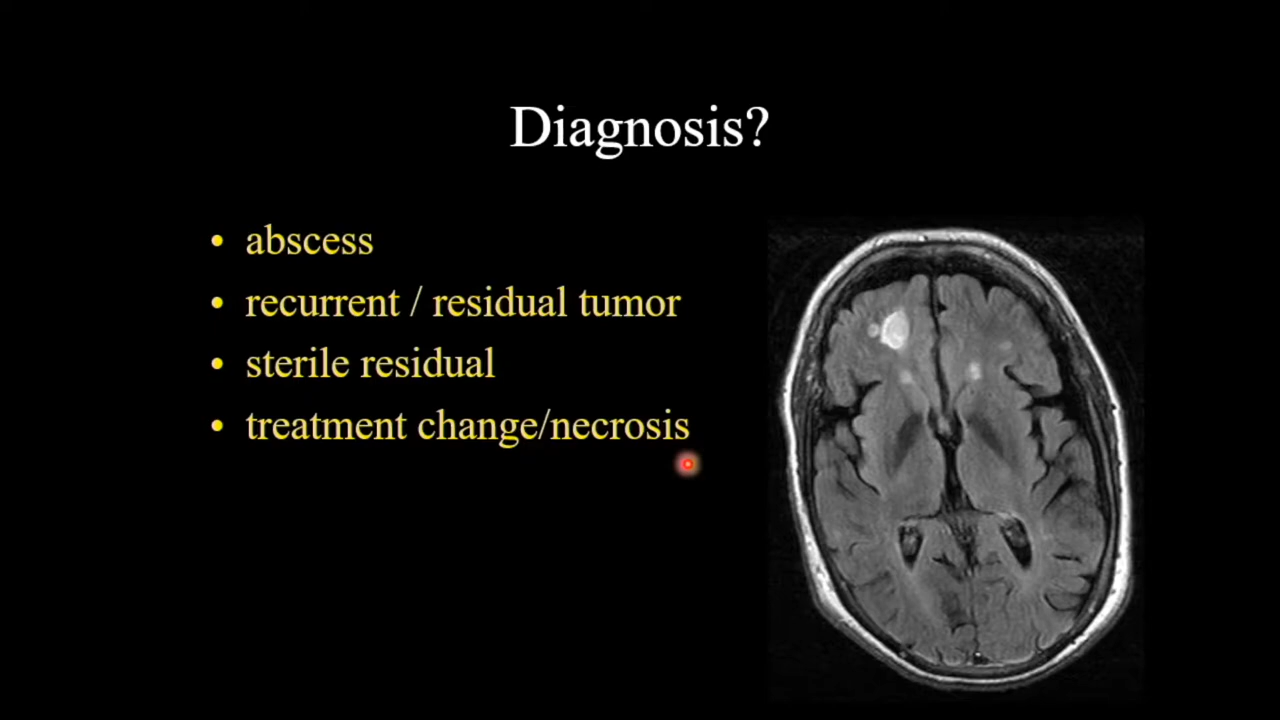 Diagnosis?
• abscess
• recurrent / residual tumor
• sterile residual
• treatment change/necrosis